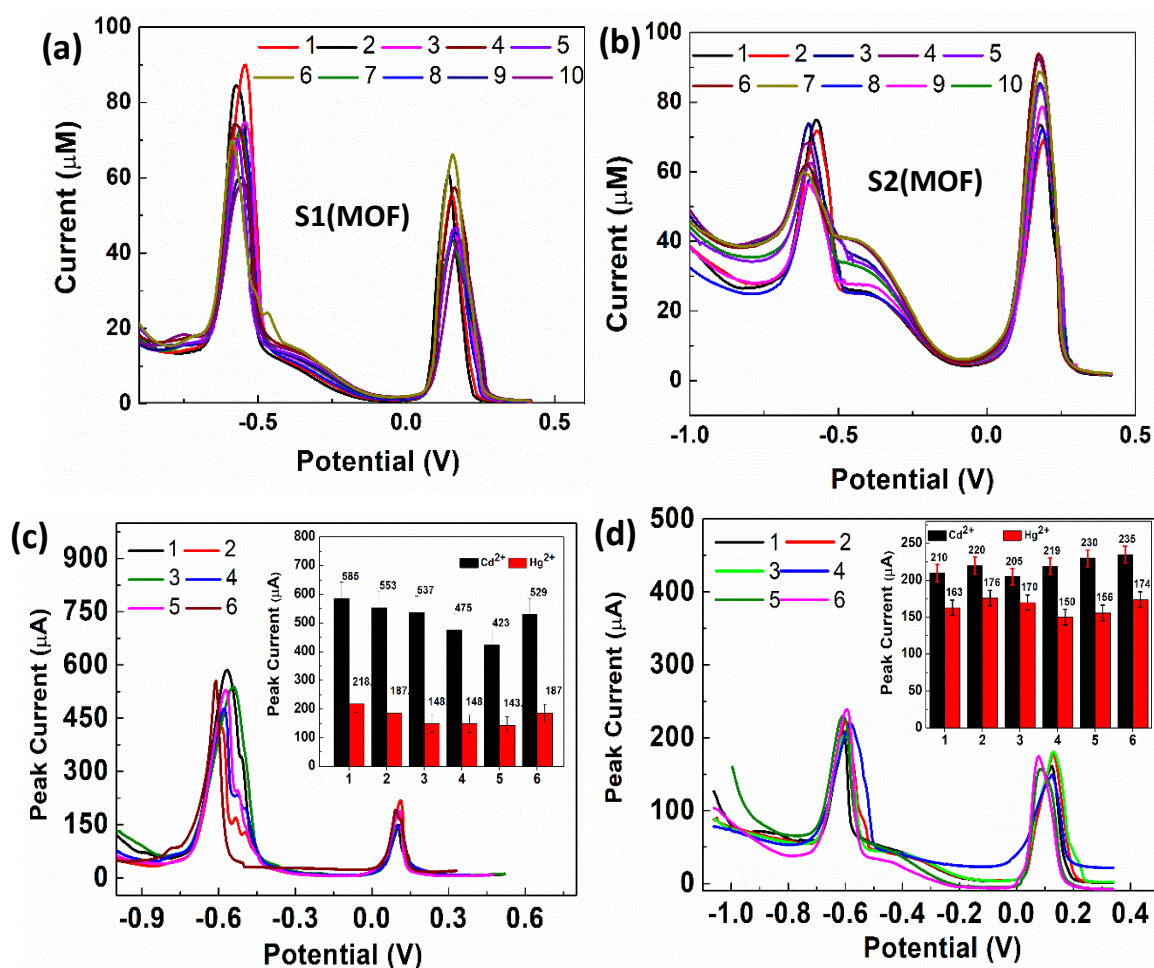 (a)
1 2 3 4 5
6 7 8 9 10
S1(MOF)
Current (μM)
100
80
60
40
20
0
-0.5 0.0 0.5
Potential (V)
(b)
1 2 3 4 5
6 7 8 9 10
S2(MOF)
Current (μM)
100
80
60
40
20
0
-1.0 -0.5 0.0 0.5
Potential (V)
(c)
1 2
3 4
5 6
Peak Current (μA)
900
750
600
450
300
150
0
-0.9 -0.6 -0.3 0.0 0.3 0.6
Potential (V)
Cd2+ Hg2+
Peak Current (μA)
800
700
600
500
400
300
200
100
0
585 553 537 475 423 529
218. 187. 148. 148. 143. 187
1 2 3 4 5 6
(d)
1 2
3 4
5 6
Peak Current (μA)
500
400
300
200
100
0
-1.0 -0.8 -0.6 -0.4 -0.2 0.0 0.2 0.4
Potential (V)
Cd2+ Hg2+
Peak Current (μA)
250
200
150
100
50
0
210 220 205 219 230 235
163 176 170 150 156 174
1 2 3 4 5 6